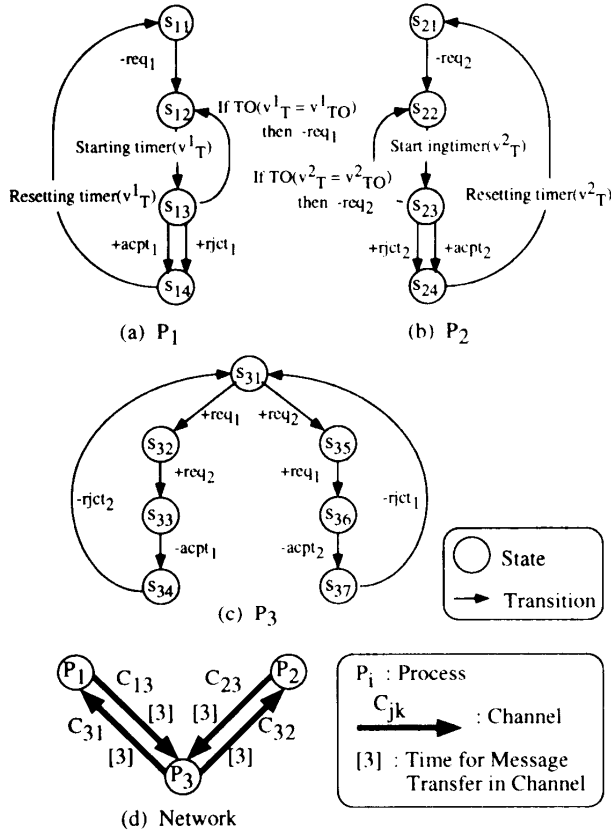 s11
s21
-req1
-req2
s12
s22
If TO(v1T = v1TO)
then -req1
Starting timer(v1T)
Start ingtimer(v2T)
If TO(v2T = v2TO)
then -req2
Resetting timer(v1T)
Resetting timer(v2T)
s13
s23
+acpt1
+rjct1
+rjct2
+acpt2
s14
s24
(a) P1
(b) P2
s31
+req1
+req2
s32
s35
+req2
+req1
-rjct2
-rjct1
s33
s36
-acpt1
-acpt2
s34
s37
(c) P3
State
Transition
P1
P2
C13
C23
[3]
[3]
C31
C32
[3]
[3]
P3
(d) Network
Pi : Process
Cjk
: Channel
[3] : Time for Message
Transfer in Channel